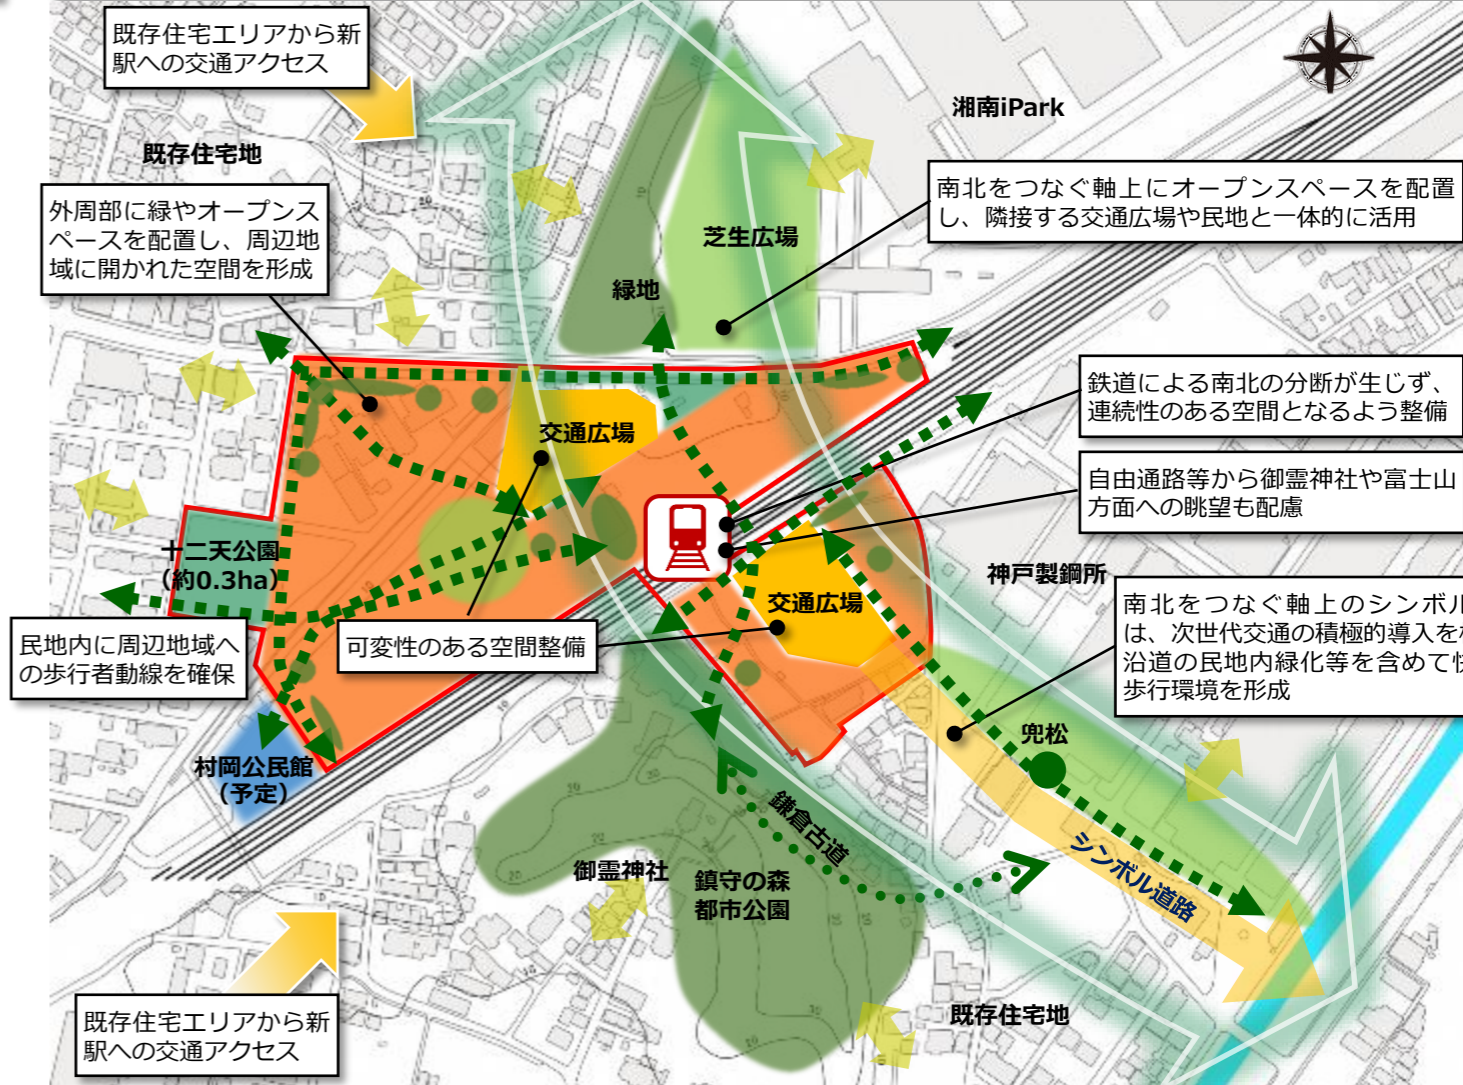 既存住宅エリアから新
駅への交通アクセス
既存住宅地
湘南iPark
外周部に緑やオープンス
ペースを配置し、周辺地
域に開かれた空間を形成
南北をつなぐ軸上にオープンスペースを配置
し、隣接する交通広場や民地と一体的に活用
芝生広場
緑地
鉄道による南北の分断が生じず、
連続性のある空間となるよう整備
交通広場
自由通路等から御霊神社や富士山
方面への眺望も配慮
十二天公園
(約0.3ha)
神戸製鋼所
交通広場
南北をつなぐ軸上のシンボル
は、次世代交通の積極的導入を
沿道の民地内緑化等を含めて
歩行環境を形成
民地内に周辺地域へ
の歩行者動線を確保
可変性のある空間整備
兜松
村岡公民館
(予定)
鎌倉古道
シンボル道路
御霊神社
鎮守の森
都市公園
既存住宅エリアから新
駅への交通アクセス
既存住宅地